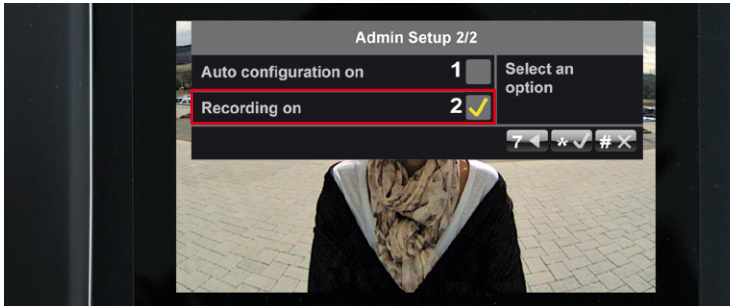 Admin Setup 2/2
Auto configuration on 1
Select an
option
Recording on 2 ✓
7◀ *✓ #✕